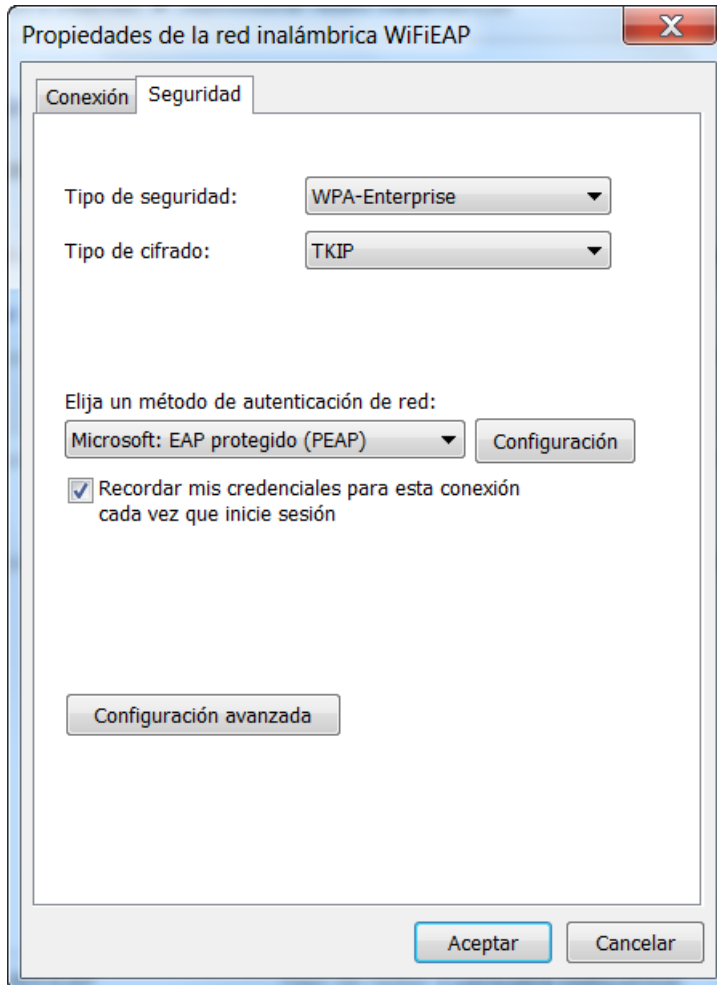 Propiedades de la red inalámbrica WiFiEAP
Conexión
Seguridad
Tipo de seguridad:
WPA-Enterprise
Tipo de cifrado:
TKIP
Elija un método de autenticación de red:
Microsoft: EAP protegido (PEAP)
Configuración
Recordar mis credenciales para esta conexión
cada vez que inicie sesión
Configuración avanzada
Aceptar
Cancelar